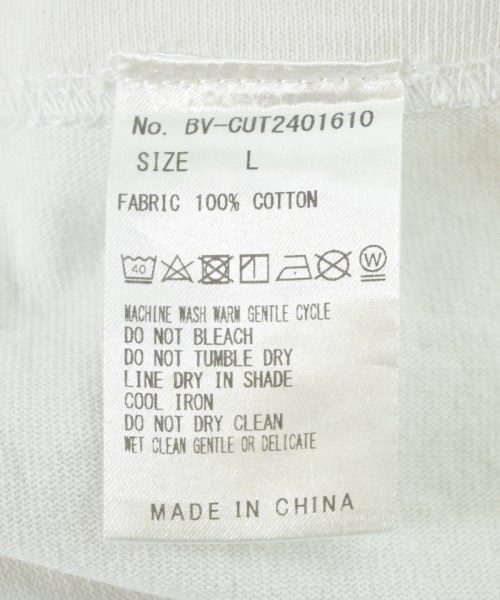 No. BV-CUT2401610
SIZE L
FABRIC 100% COTTON
40 W
MACHINE WASH WARM GENTLE CYCLE
DO NOT BLEACH
DO NOT TUMBLE DRY
LINE DRY IN SHADE
COOL IRON
DO NOT DRY CLEAN
WET CLEAN GENTLE OR DELICATE
MADE IN CHINA